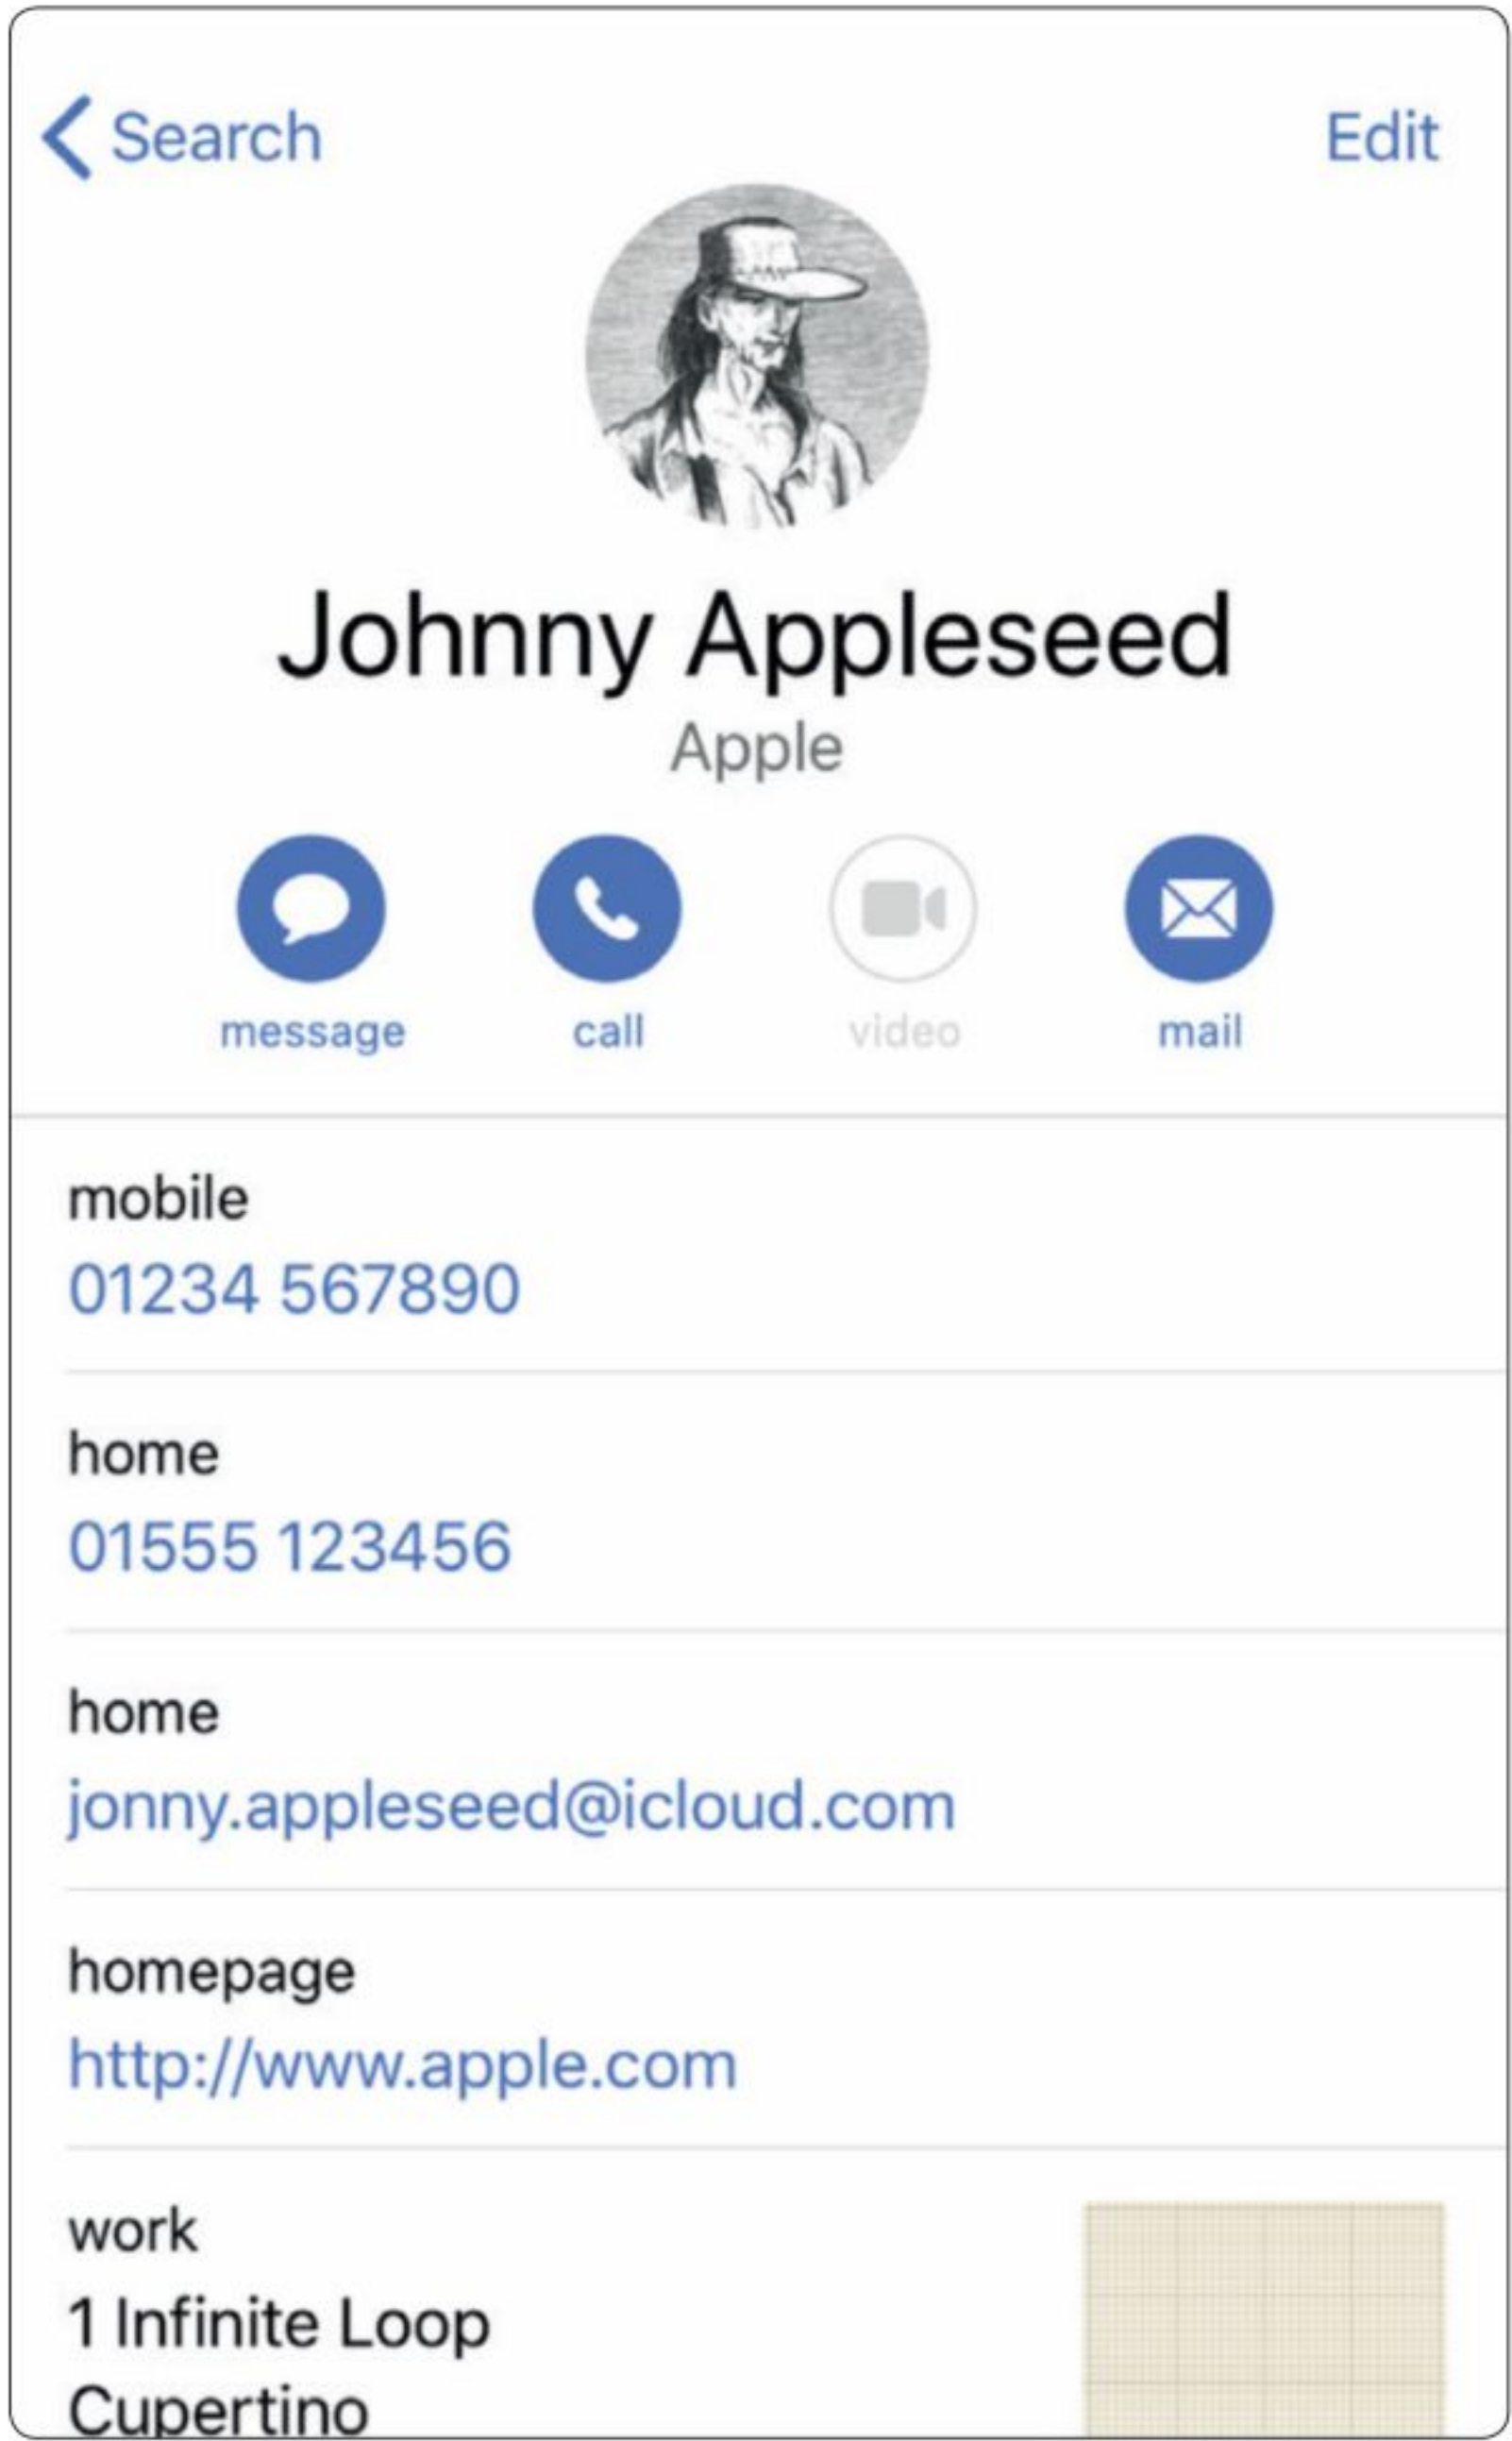 Search
Edit
Johnny Appleseed
Apple
message
call
video
mail
mobile
01234 567890
home
01555 123456
home
jonny.appleseed@icloud.com
homepage
http://www.apple.com
work
1 Infinite Loop
Cupertino